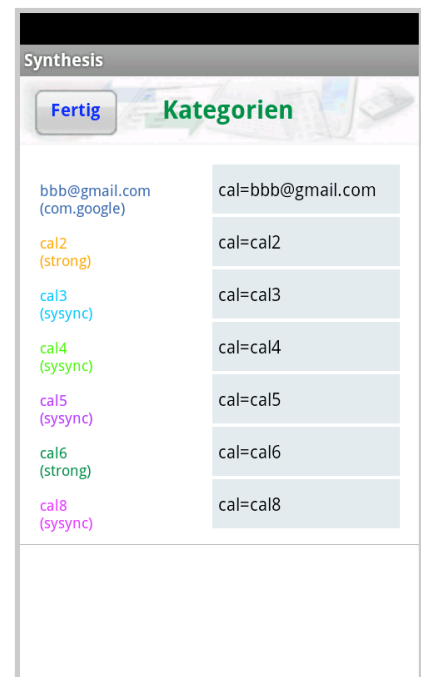 Synthesis
Fertig
Kategorien
bbb@gmail.com
(com.google)
cal=bbb@gmail.com
cal2
(strong)
cal=cal2
cal3
(sysync)
cal=cal3
cal4
(sysync)
cal=cal4
cal5
(sysync)
cal=cal5
cal6
(strong)
cal=cal6
cal8
(sysync)
cal=cal8